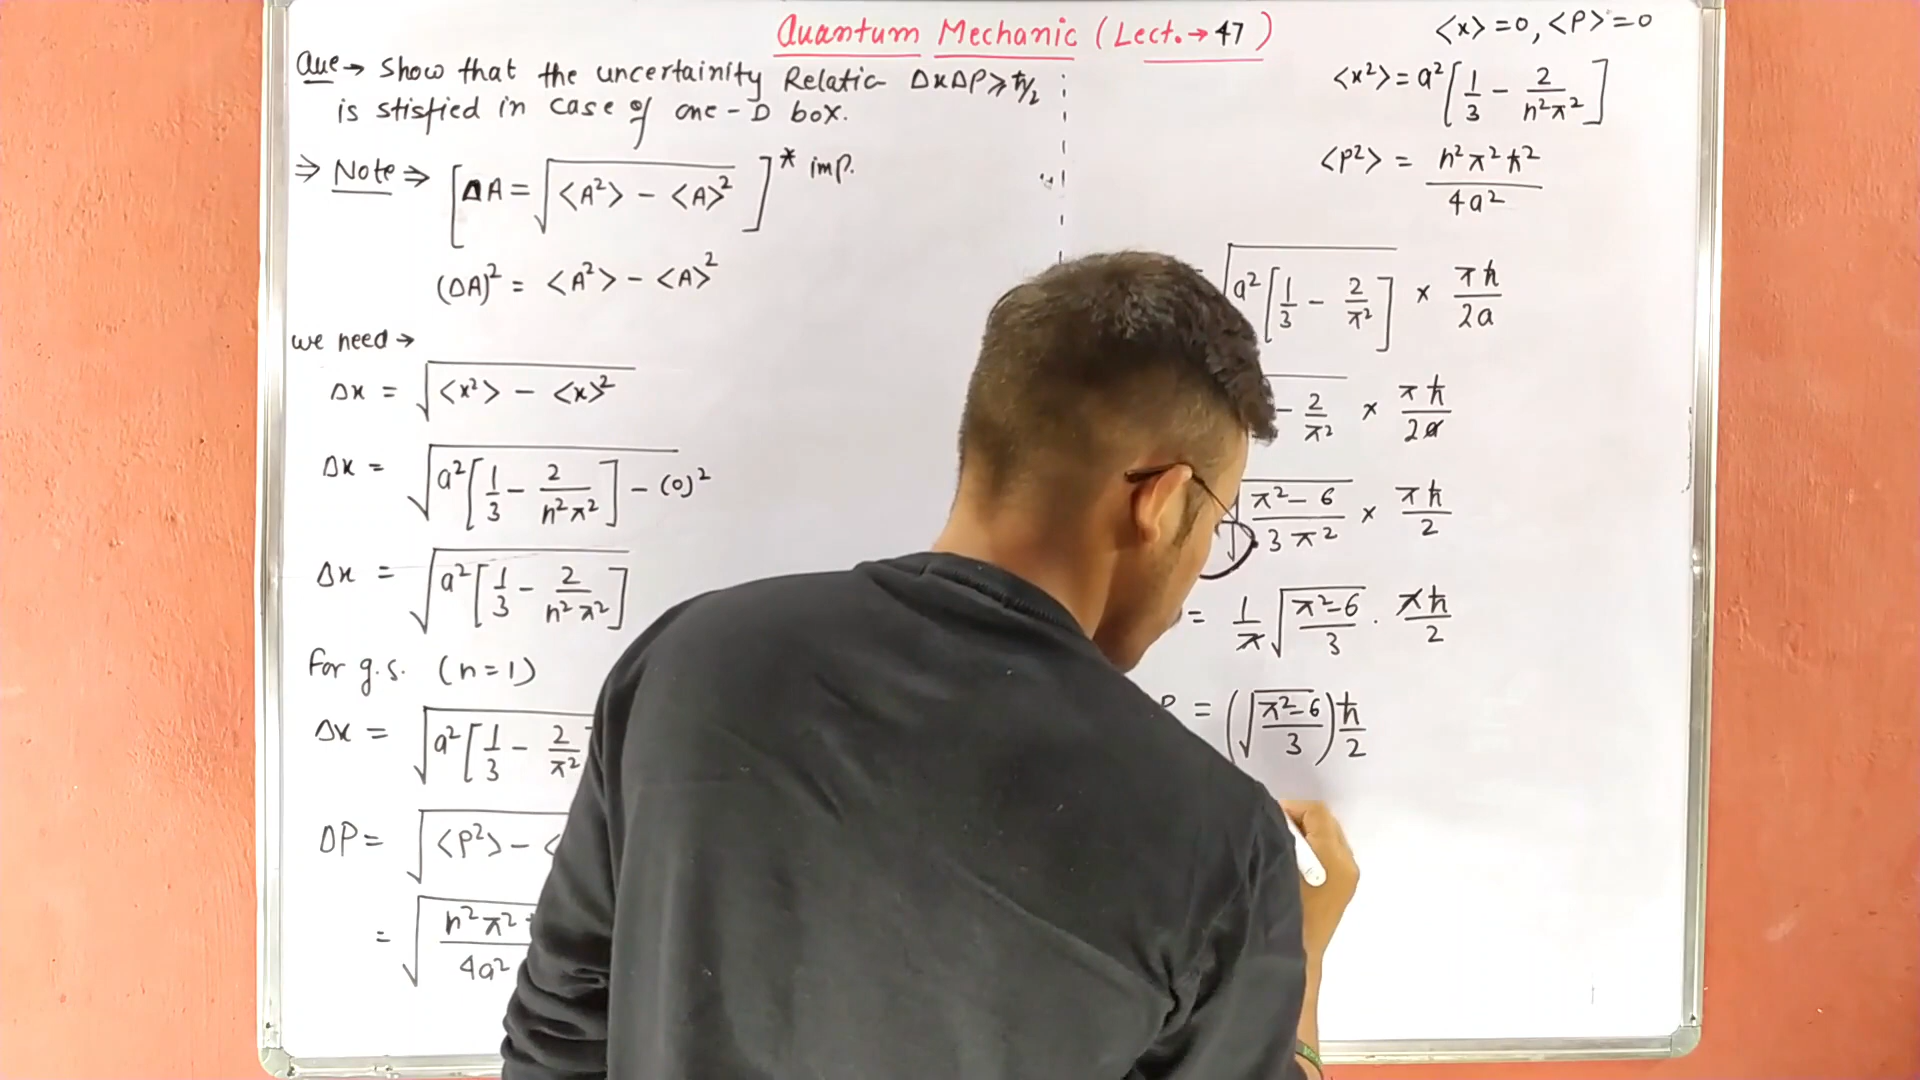 Quantum Mechanic (Lect.→ 47)
Que → Show that the uncertainity Relatic ΔxΔP ≥ ħ/2
is stisfied in case of one-D box.
⇒ Note ⇒ [ΔA = √(<A²> - <A>²)]* imp.
(ΔA)² = <A²> - <A>²
we need →
Δx = √(<x²> - <x>²)
Δx = √(a²[1/3 - 2/n²π²] - (0)²)
Δx = √(a²[1/3 - 2/n²π²])
For g.s. (n=1)
Δx = √(a²[1/3 - 2/π²
ΔP = √(<P²> - <
= √(n²π²/4a²
<x> = 0, <P> = 0
<x²> = a²[1/3 - 2/n²π²]
<P²> = n²π²ħ²/4a²
√(a²[1/3 - 2/π²]) × πħ/2a
- 2/π² × πħ/2a
√(π²-6/3π²) × πħ/2
= 1/π √(π²-6/3) . πħ/2
P = (√(π²-6/3)) ħ/2